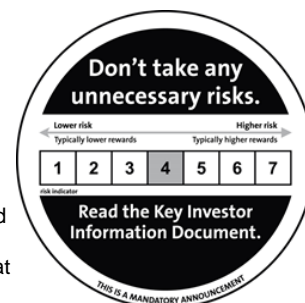 Don't take any
unnecessary risks.
Lower risk
Higher risk
Typically lower rewards
Typically higher rewards
1 2 3 4 5 6 7
risk indicator
Read the Key Investor
Information Document.
THIS IS A MANDATORY ANNOUNCEMENT
d
at